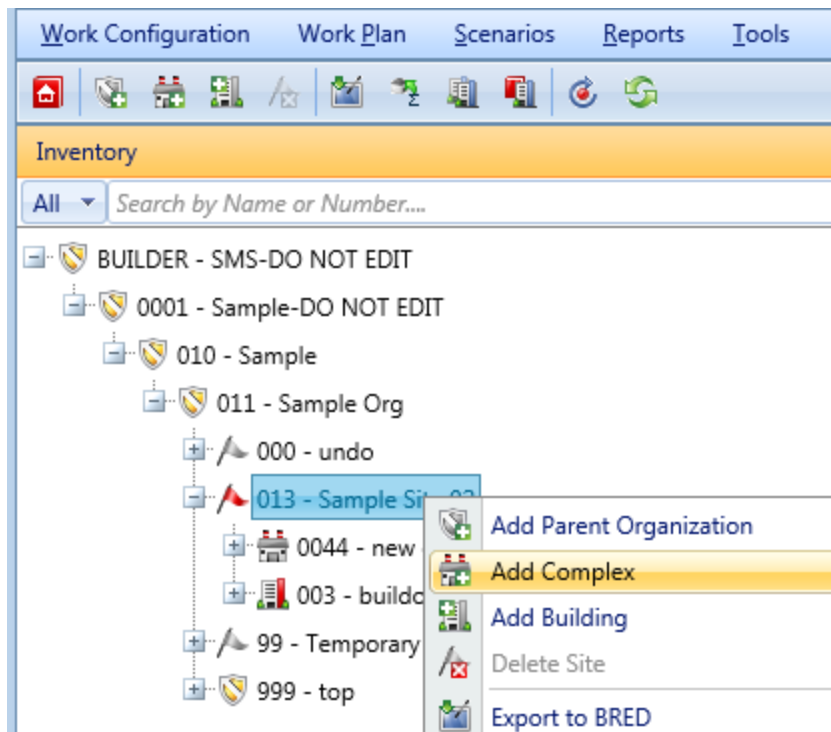 Work Configuration Work Plan Scenarios Reports Tools
Inventory
All Search by Name or Number....
BUILDER - SMS-DO NOT EDIT
0001 - Sample-DO NOT EDIT
010 - Sample
011 - Sample Org
000 - undo
013 - Sample
Add Parent Organization
0044 - new
Add Complex
003 -
Add Building
99 - Temporary
Delete Site
999 - top
Export to BRED